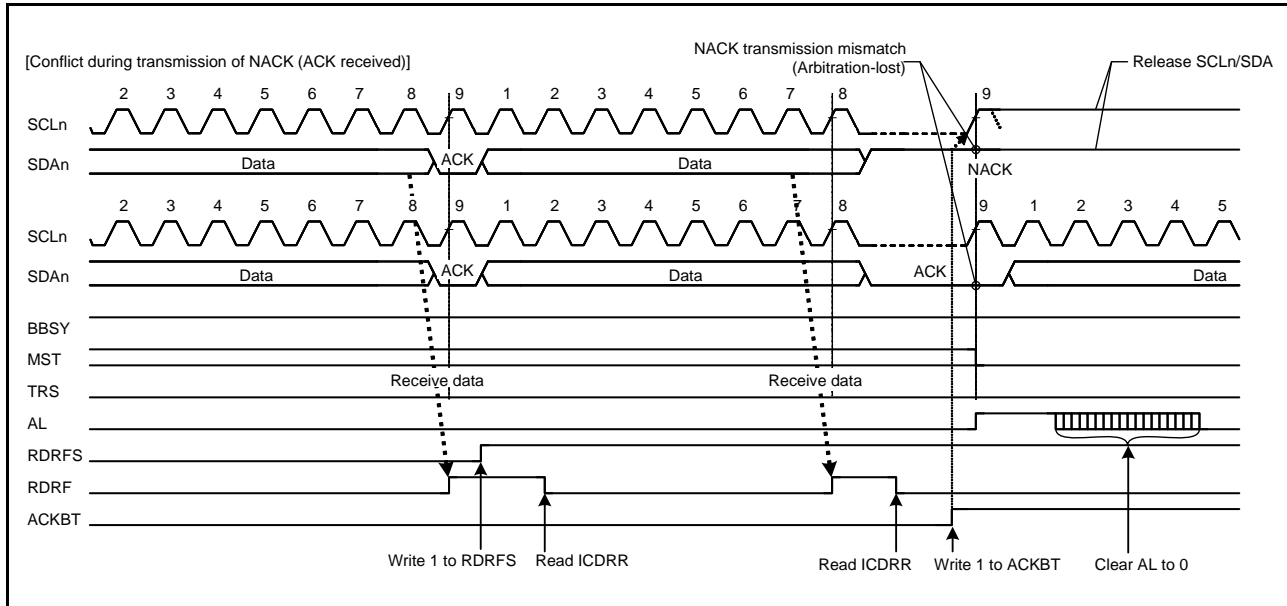 [Conflict during transmission of NACK (ACK received)]
NACK transmission mismatch
(Arbitration-lost)
Release SCLn/SDA
2 3 4 5 6 7 8 9 1 2 3 4 5 6 7 8 9
SCLn
SDAn
Data ACK Data NACK
2 3 4 5 6 7 8 9 1 2 3 4 5 6 7 8 9 1 2 3 4 5
SCLn
SDAn
Data ACK Data ACK Data
BBSY
MST
Receive data Receive data
TRS
AL
RDRFS
RDRF
ACKBT
Write 1 to RDRFS Read ICDRR Read ICDRR Write 1 to ACKBT Clear AL to 0